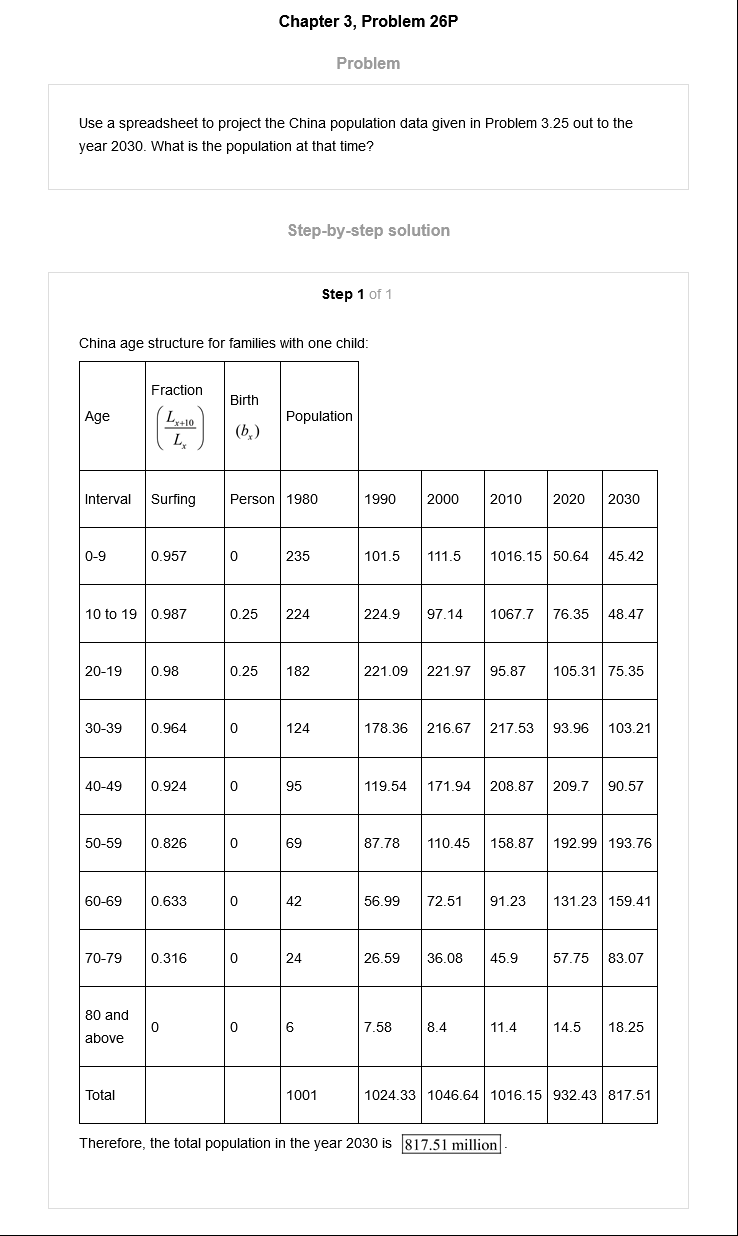 Chapter 3, Problem 26P
Problem
Use a spreadsheet to project the China population data given in Problem 3.25 out to the
year 2030. What is the population at that time?
Step-by-step solution
Step 1 of 1
China age structure for families with one child:
Age Fraction (L_{x+10}/L_x) Birth (b_x) Population
Interval Surfing Person 1980 1990 2000 2010 2020 2030
0-9 0.957 0 235 101.5 111.5 1016.15 50.64 45.42
10 to 19 0.987 0.25 224 224.9 97.14 1067.7 76.35 48.47
20-19 0.98 0.25 182 221.09 221.97 95.87 105.31 75.35
30-39 0.964 0 124 178.36 216.67 217.53 93.96 103.21
40-49 0.924 0 95 119.54 171.94 208.87 209.7 90.57
50-59 0.826 0 69 87.78 110.45 158.87 192.99 193.76
60-69 0.633 0 42 56.99 72.51 91.23 131.23 159.41
70-79 0.316 0 24 26.59 36.08 45.9 57.75 83.07
80 and above 0 0 6 7.58 8.4 11.4 14.5 18.25
Total 1001 1024.33 1046.64 1016.15 932.43 817.51
Therefore, the total population in the year 2030 is 817.51 million.